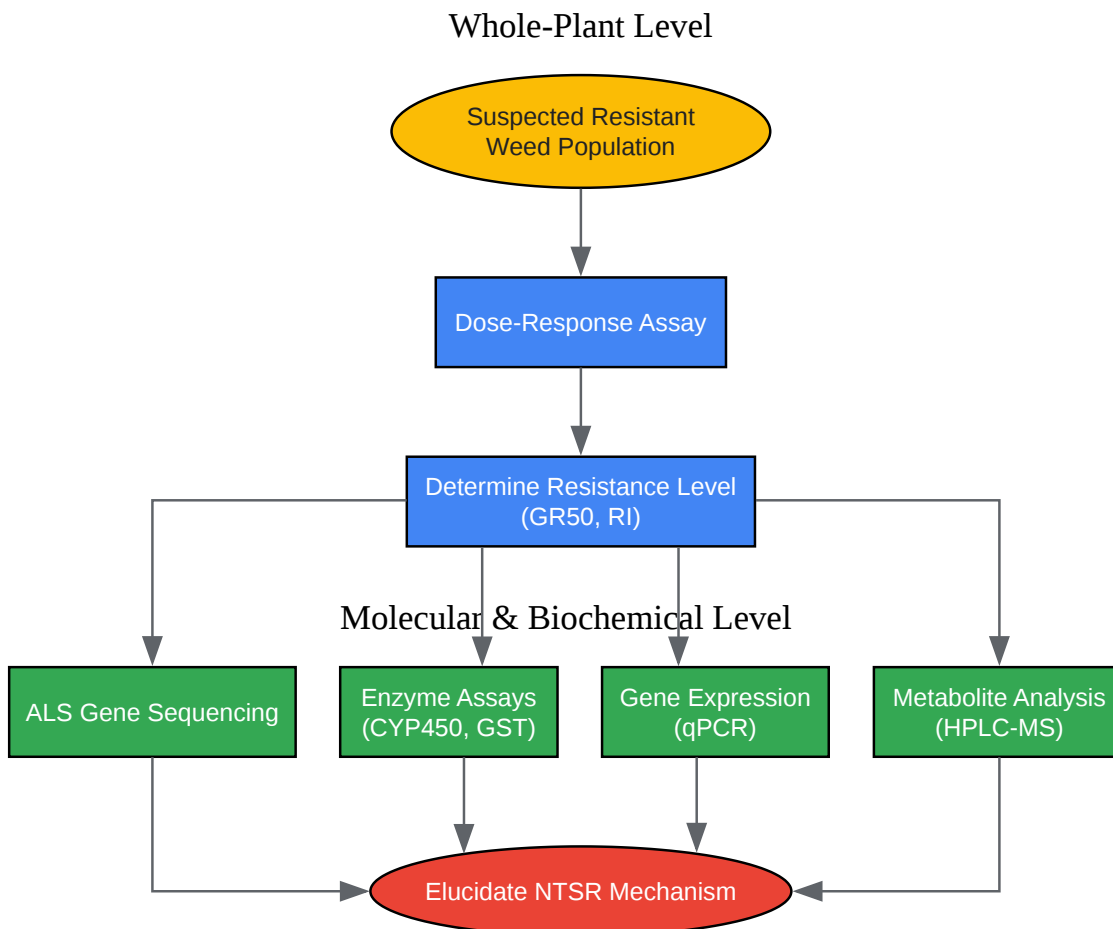 Whole-Plant Level
Suspected Resistant
Weed Population
Dose-Response Assay
Determine Resistance Level
(GR50, RI)
Molecular & Biochemical Level
ALS Gene Sequencing
Enzyme Assays
(CYP450, GST)
Gene Expression
(qPCR)
Metabolite Analysis
(HPLC-MS)
Elucidate NTSR Mechanism